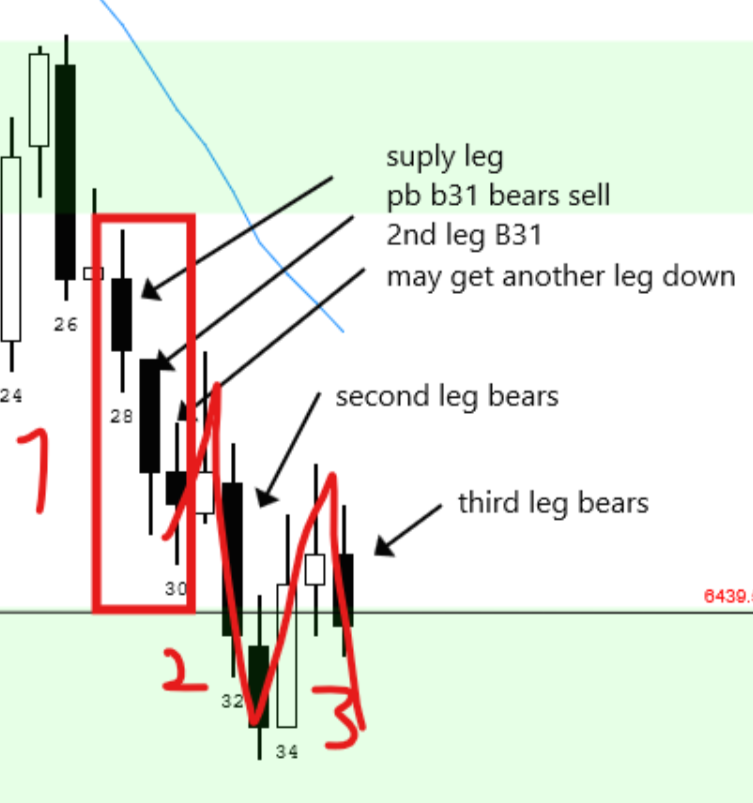 suply leg
pb b31 bears sell
2nd leg B31
may get another leg down
26
24
28
second leg bears
1
third leg bears
30
6439.
2
32
3
34